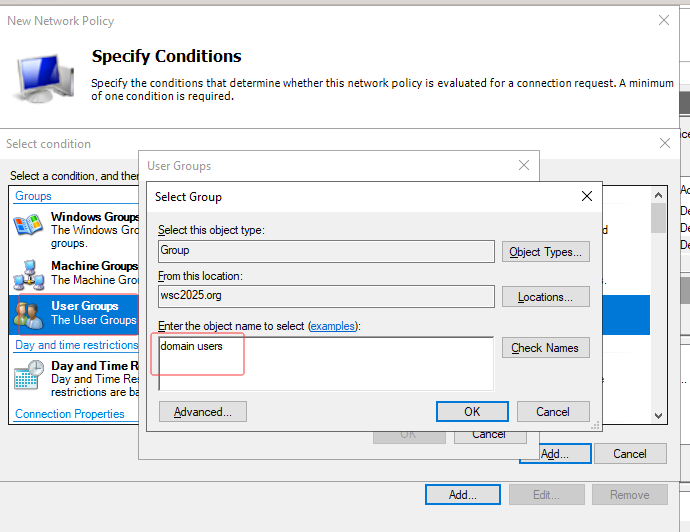 New Network Policy
Specify Conditions
Specify the conditions that determine whether this network policy is evaluated for a connection request. A minimum
of one condition is required.
Select condition
Select a condition, and then
Groups
Windows Groups
The Windows Gro
groups.
Machine Groups
The Machine Group
User Groups
The User Groups
Day and time restrictions
Day and Time Res
Day and Time Res
restrictions are ba
Connection Properties
User Groups
Select Group
Select this object type:
Group
Object Types...
From this location:
wsc2025.org
Locations...
Enter the object name to select (examples):
domain users
Check Names
Advanced...
OK
Cancel
OK
Cancel
Add...
Cancel
Add...
Edit...
Remove